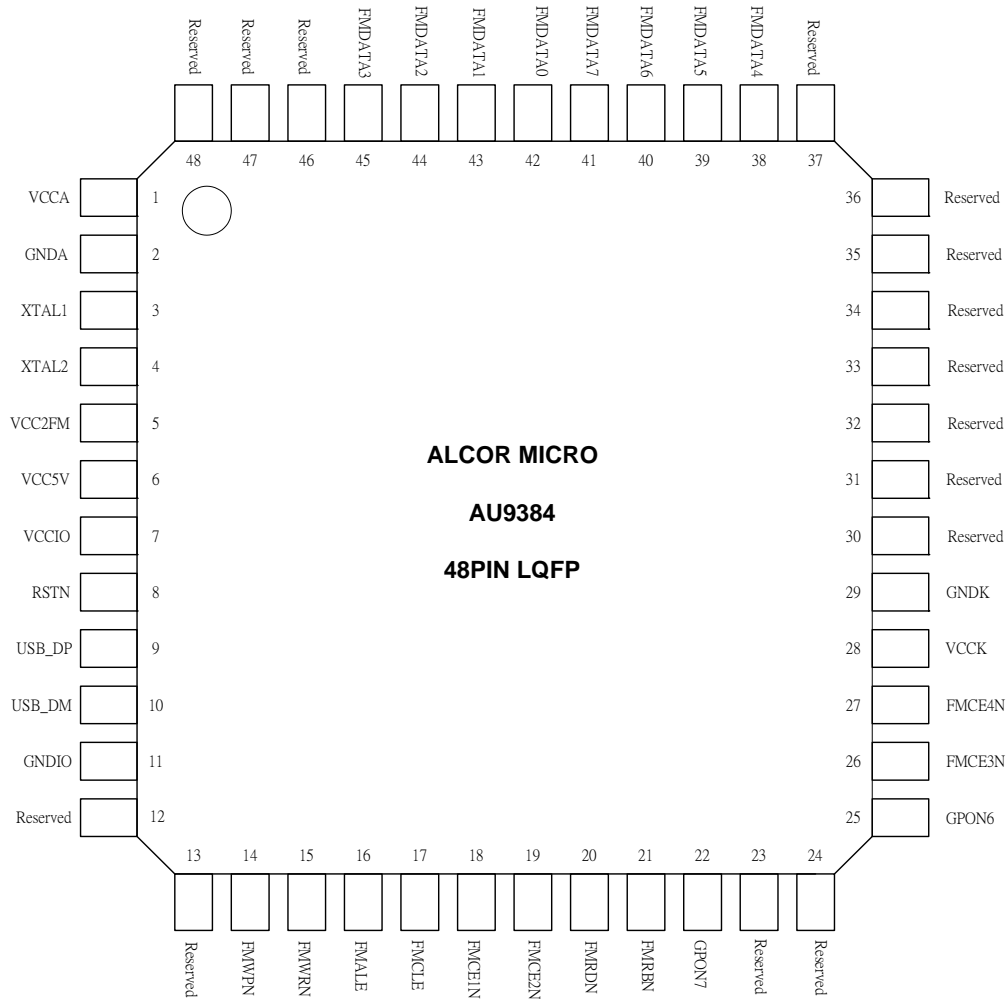 Reserved
Reserved
Reserved
FMDATA3
FMDATA2
FMDATA1
FMDATA0
FMDATA7
FMDATA6
FMDATA5
FMDATA4
Reserved
48 47 46 45 44 43 42 41 40 39 38 37
VCCA 1
GNDA 2
XTAL1 3
XTAL2 4
VCC2FM 5
VCC5V 6
VCCIO 7
RSTN 8
USB_DP 9
USB_DM 10
GNDIO 11
Reserved 12
ALCOR MICRO
AU9384
48PIN LQFP
36 Reserved
35 Reserved
34 Reserved
33 Reserved
32 Reserved
31 Reserved
30 Reserved
29 GNDK
28 VCCK
27 FMCE4N
26 FMCE3N
25 GPON6
13 14 15 16 17 18 19 20 21 22 23 24
Reserved
FMWPN
FMWRN
FMALE
FMCLE
FMCE1N
FMCE2N
FMRDN
FMRBN
GPON7
Reserved
Reserved